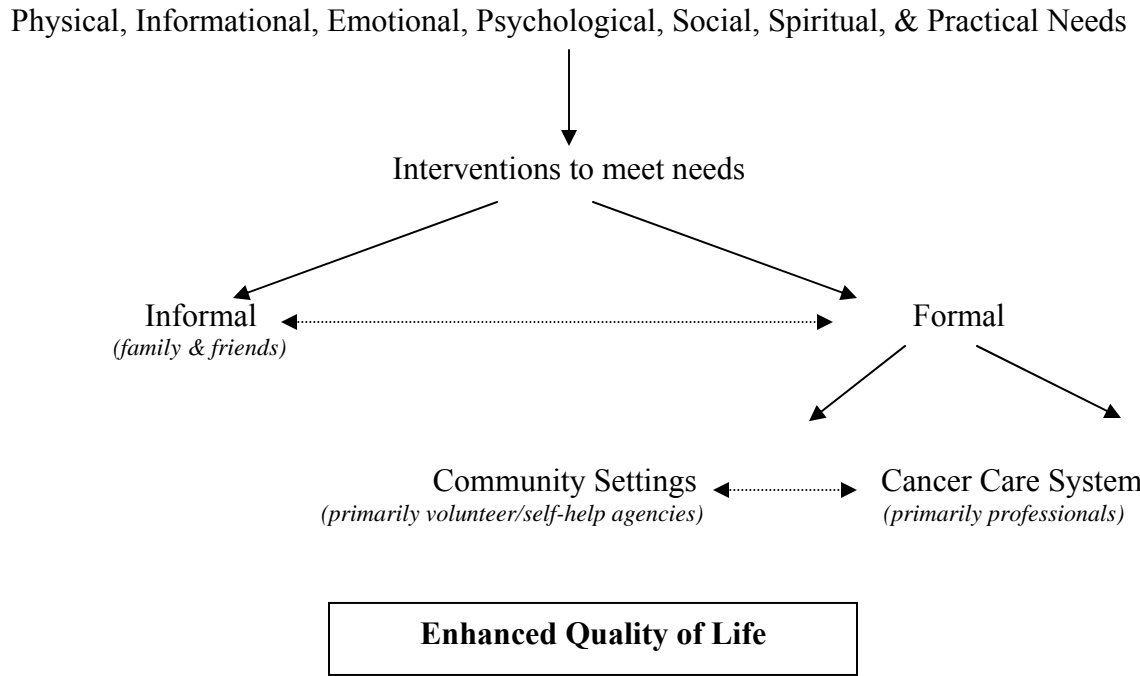 Physical, Informational, Emotional, Psychological, Social, Spiritual, & Practical Needs
Interventions to meet needs
Informal
(family & friends)
Formal
Community Settings
(primarily volunteer/self-help agencies)
Cancer Care System
(primarily professionals)
Enhanced Quality of Life